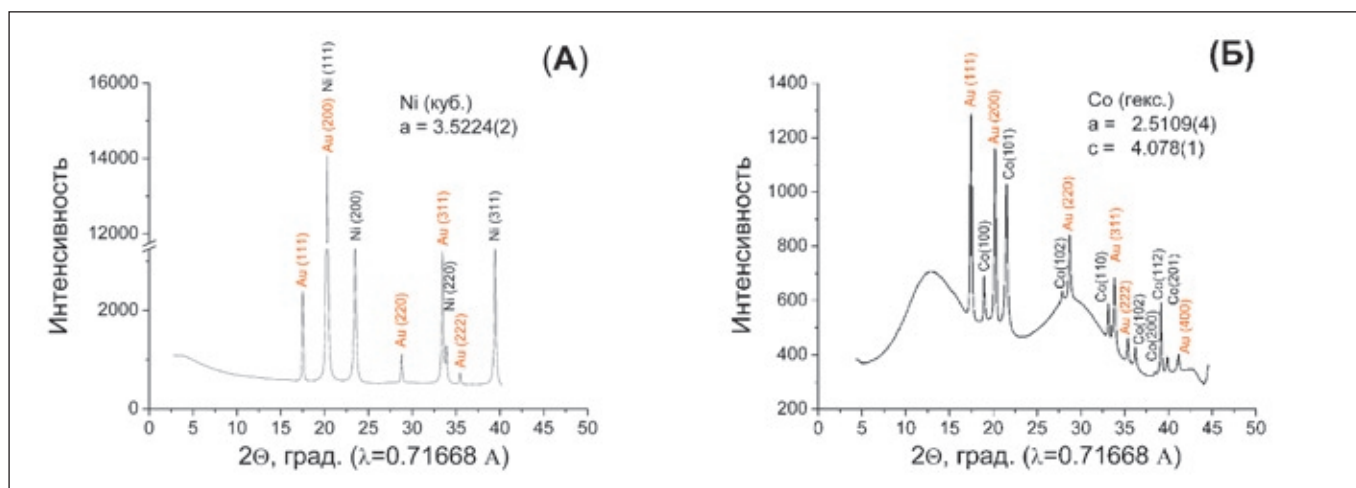 (А)
Ni (куб.)
a = 3.5224(2)
Интенсивность
16000
14000
12000
2000
0
Au (111)
Au (200)
Ni (111)
Ni (200)
Au (220)
Au (311)
Ni (220)
Au (222)
Ni (311)
0 5 10 15 20 25 30 35 40 45 50
2Θ, град. (λ=0.71668 А)
(Б)
Co (гекс.)
a = 2.5109(4)
c = 4.078(1)
Интенсивность
1400
1200
1000
800
600
400
200
Au (111)
Co(100)
Au (200)
Co(101)
Co(102)
Au (220)
Co(110)
Au (311)
Au (222)
Co(102)
Co(200)
Co(112)
Co(201)
Au (400)
0 5 10 15 20 25 30 35 40 45 50
2Θ, град. (λ=0.71668 А)